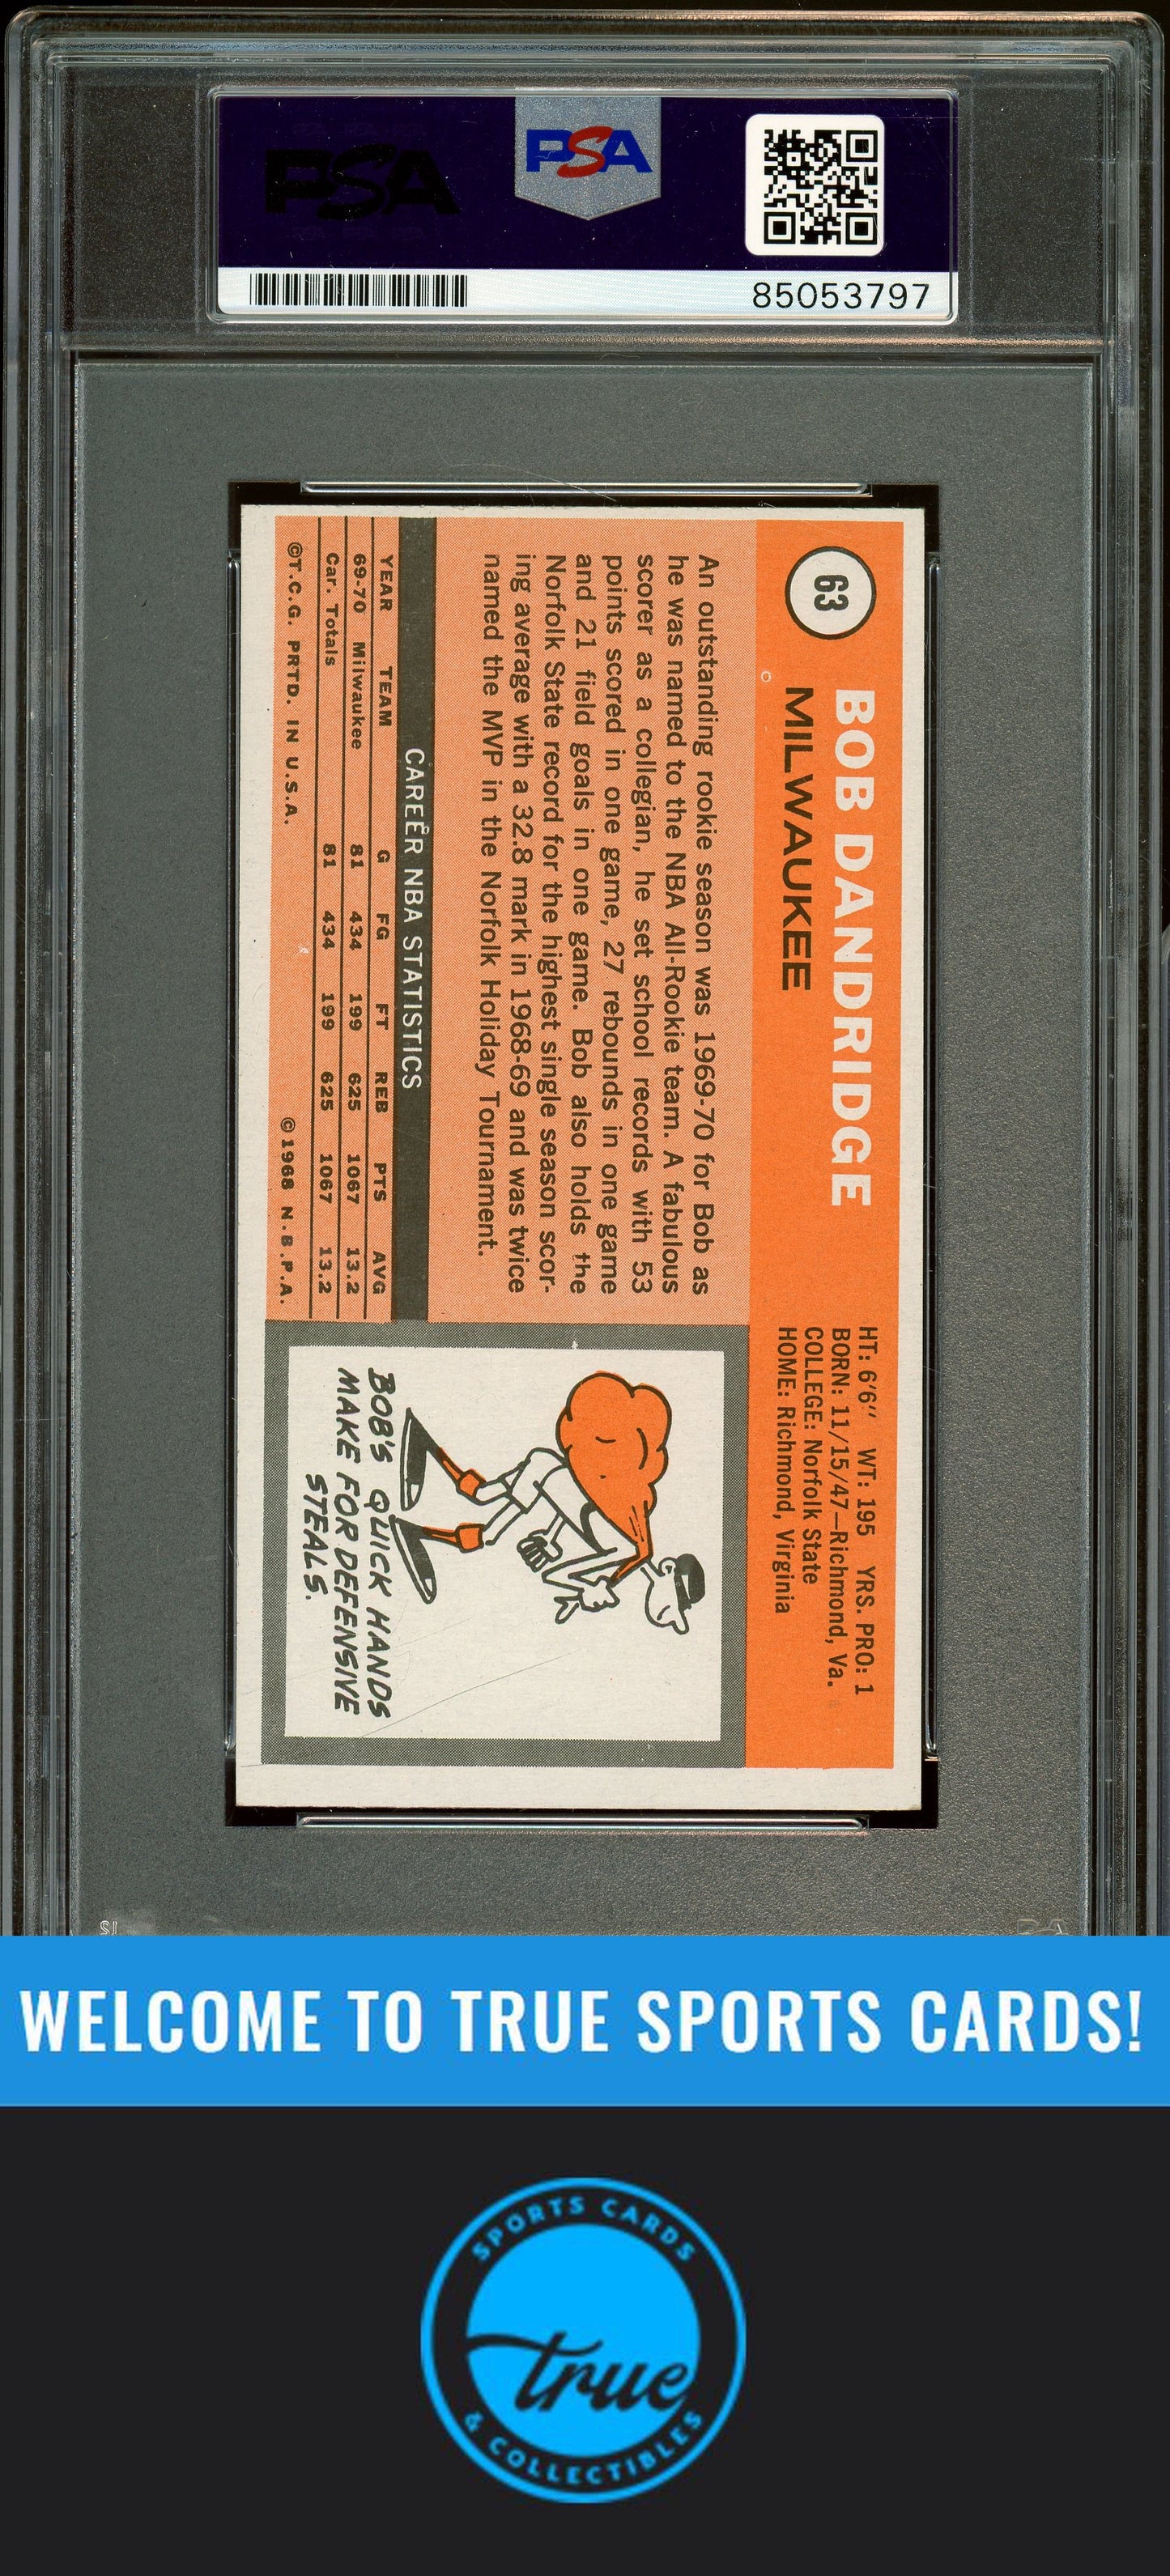 PSA
PSA
85053797
63
BOB DANDRIDGE
MILWAUKEE
HT: 6'6" WT: 195 YRS. PRO: 1
BORN: 11/15/47—Richmond, Va.
COLLEGE: Norfolk State
HOME: Richmond, Virginia
An outstanding rookie season was 1969-70 for Bob as
he was named to the NBA All-Rookie team. A fabulous
scorer as a collegian, he set school records with 53
points scored in one game, 27 rebounds in one game
and 21 field goals in one game. Bob also holds the
Norfolk State record for the highest single season scor-
ing average with a 32.8 mark in 1968-69 and was twice
named the MVP in the Norfolk Holiday Tournament.
CAREER NBA STATISTICS
YEAR TEAM G FG FT REB PTS AVG
69-70 Milwaukee 81 434 199 625 1067 13.2
Car. Totals 81 434 199 625 1067 13.2
©T.C.G. PRTD. IN U.S.A. ©1968 N.B.P.A.
BOB'S QUICK HANDS
MAKE FOR DEFENSIVE
STEALS.
WELCOME TO TRUE SPORTS CARDS!
SPORTS CARDS
true
& COLLECTIBLES